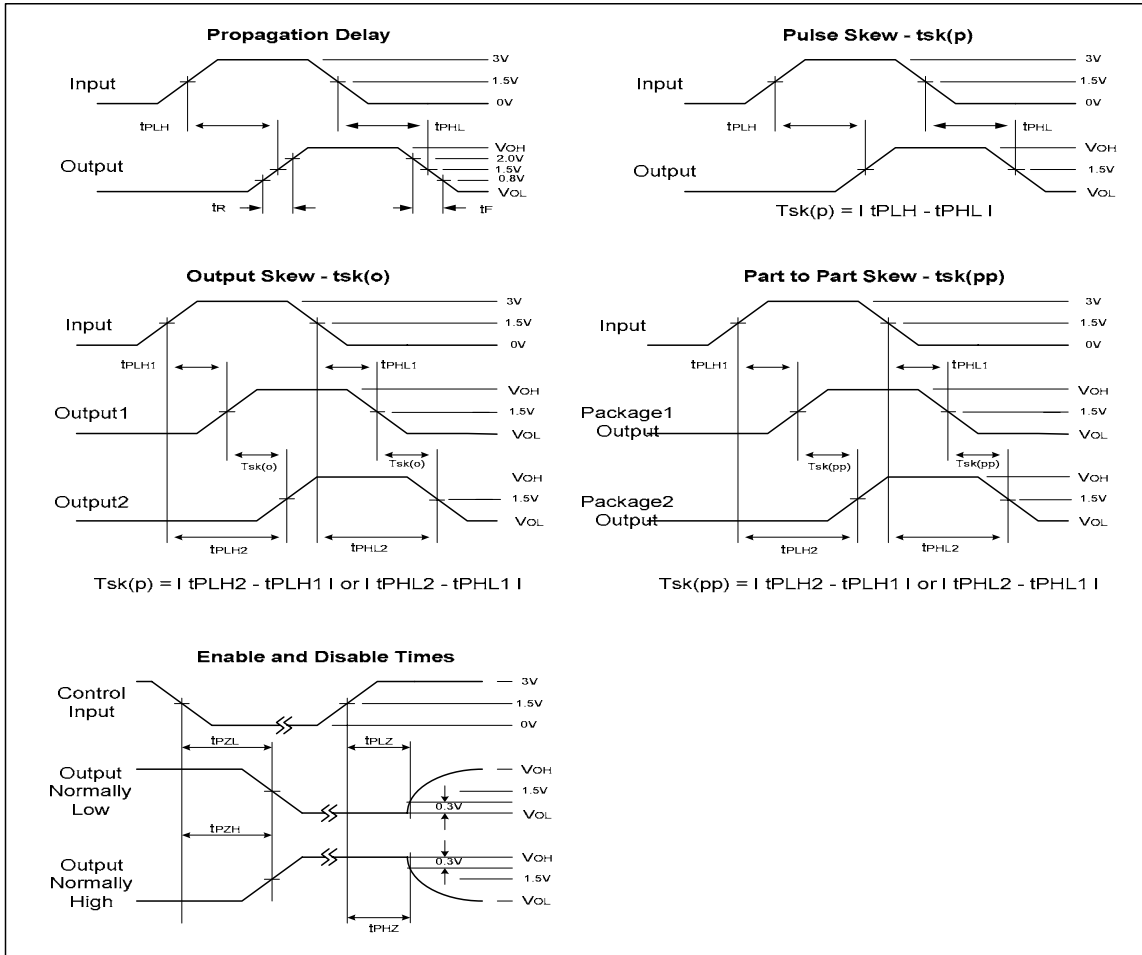 Propagation Delay
Input
3V
1.5V
0V
tPLH
tPHL
Output
VOH
2.0V
1.5V
0.8V
VOL
tR
tF
Pulse Skew - tsk(p)
Input
3V
1.5V
0V
tPLH
tPHL
Output
VOH
1.5V
VOL
Tsk(p) = I tPLH - tPHL I
Output Skew - tsk(o)
Input
3V
1.5V
0V
tPLH1
tPHL1
Output1
VOH
1.5V
VOL
Tsk(o)
Tsk(o)
Output2
VOH
1.5V
VOL
tPLH2
tPHL2
Tsk(p) = I tPLH2 - tPLH1 I or I tPHL2 - tPHL1 I
Part to Part Skew - tsk(pp)
Input
3V
1.5V
0V
tPLH1
tPHL1
Package1
Output
VOH
1.5V
VOL
Tsk(pp)
Tsk(pp)
Package2
Output
VOH
1.5V
VOL
tPLH2
tPHL2
Tsk(pp) = I tPLH2 - tPLH1 I or I tPHL2 - tPHL1 I
Enable and Disable Times
Control
Input
3V
1.5V
0V
tPZL
tPLZ
Output
Normally
Low
VOH
1.5V
0.3V
VOL
tPZH
Output
Normally
High
VOH
0.3V
1.5V
VOL
tPHZ